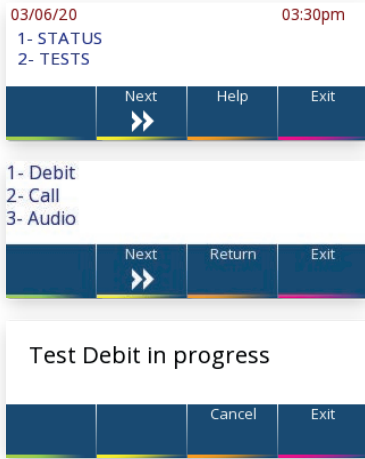 03/06/20 03:30pm
1- STATUS
2- TESTS
Next Help Exit
1- Debit
2- Call
3- Audio
Next Return Exit
Test Debit in progress
Cancel Exit